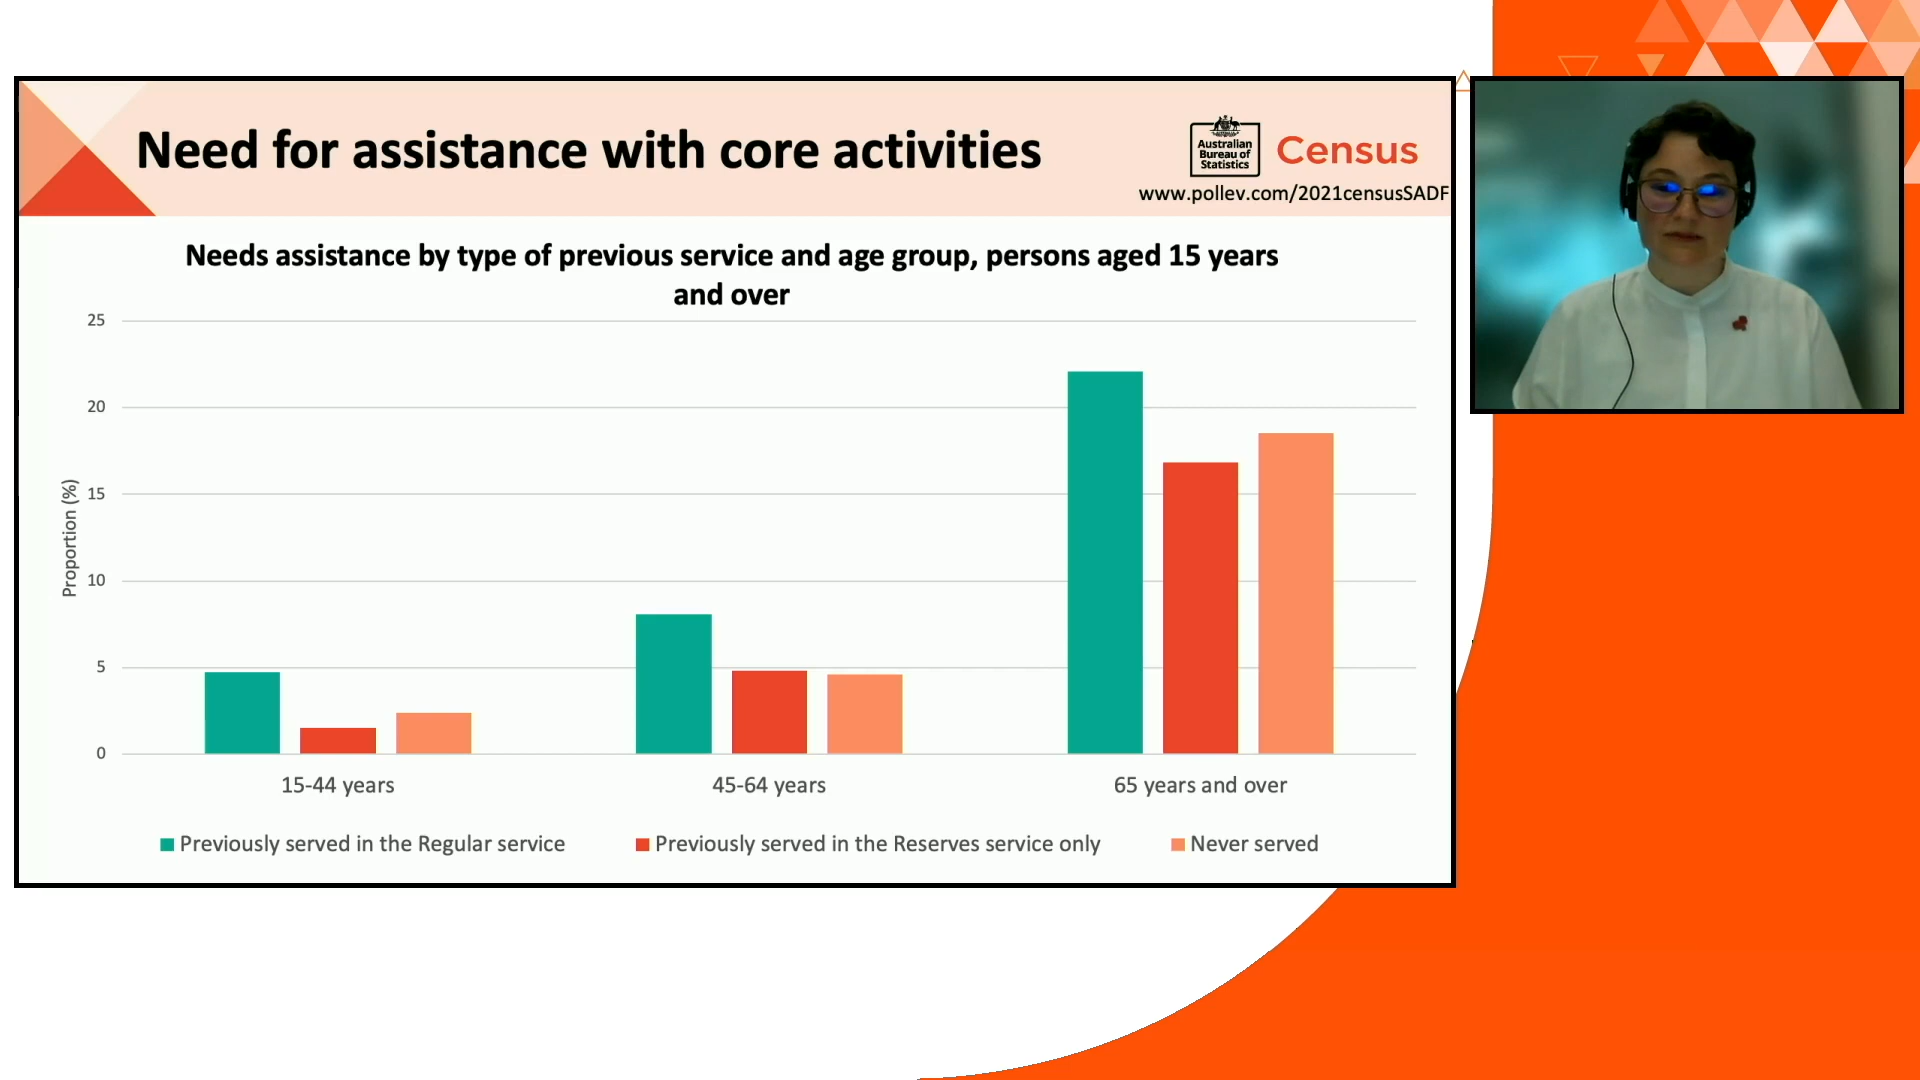 Need for assistance with core activities
Australian
Bureau of
Statistics
Census
www.pollev.com/2021censusSADF
Needs assistance by type of previous service and age group, persons aged 15 years
and over
Proportion (%)
25
20
15
10
5
0
15-44 years
45-64 years
65 years and over
Previously served in the Regular service
Previously served in the Reserves service only
Never served